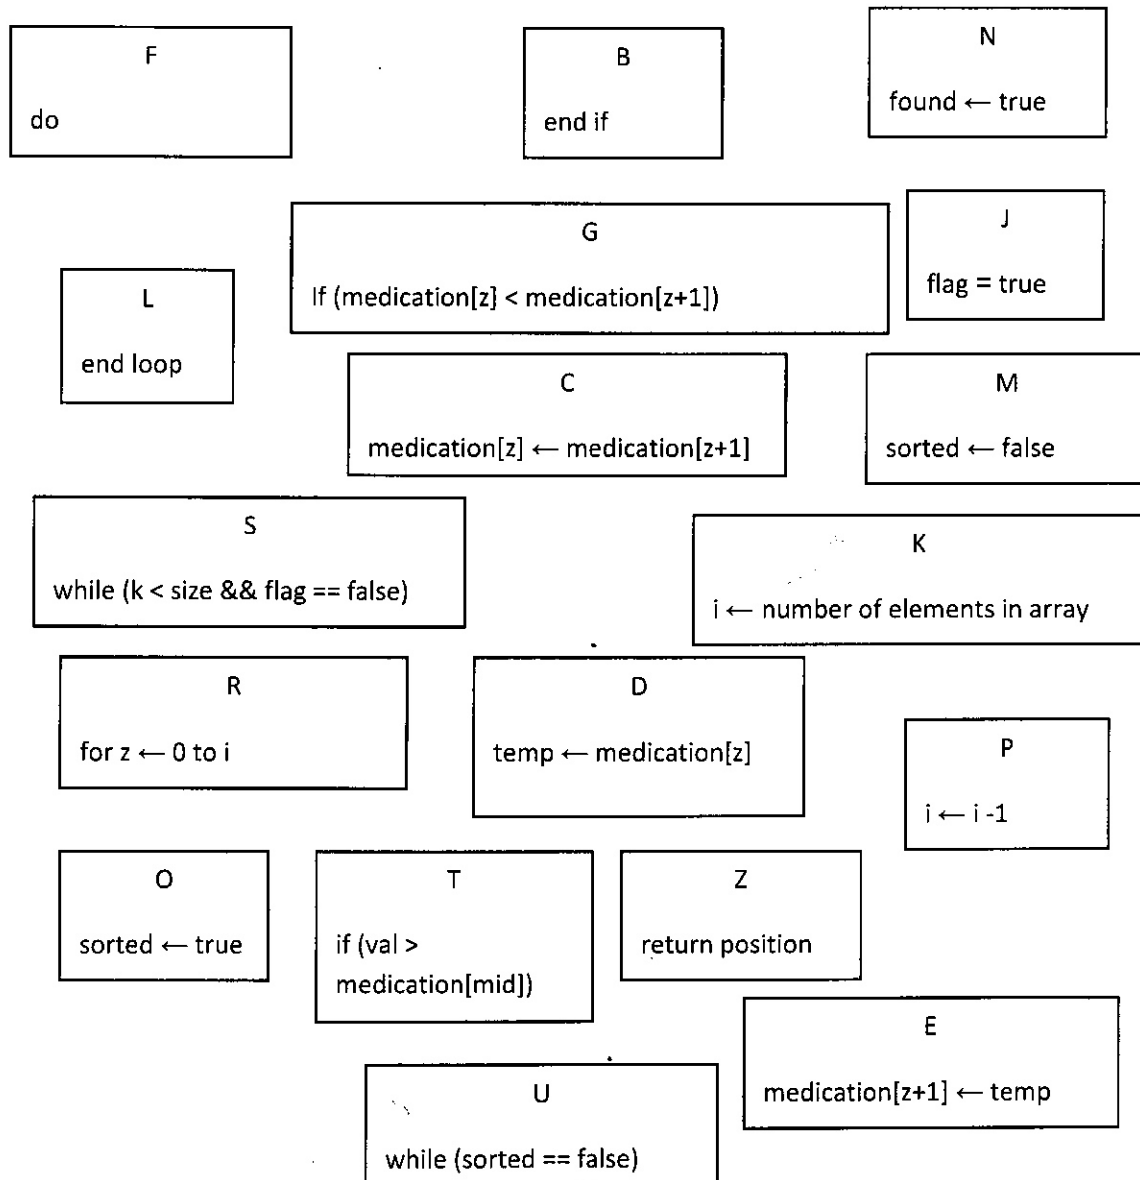 F
do
B
end if
N
found ← true
G
If (medication[z] < medication[z+1])
J
flag = true
L
end loop
C
medication[z] ← medication[z+1]
M
sorted ← false
S
while (k < size && flag == false)
K
i ← number of elements in array
R
for z ← 0 to i
D
temp ← medication[z]
P
i ← i -1
O
sorted ← true
T
if (val >
medication[mid])
Z
return position
E
medication[z+1] ← temp
U
while (sorted == false)